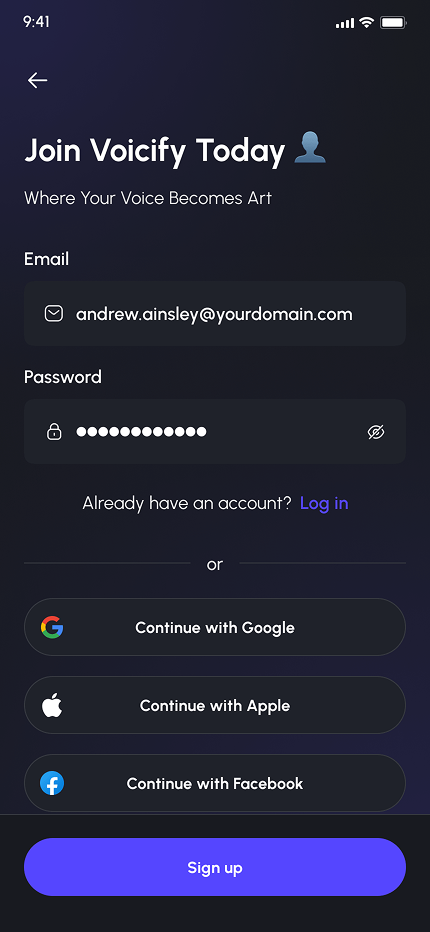 9:41
Join Voicify Today
Where Your Voice Becomes Art
Email
andrew.ainsley@yourdomain.com
Password
●●●●●●●●●●●●
Already have an account? Log in
or
Continue with Google
Continue with Apple
Continue with Facebook
Sign up